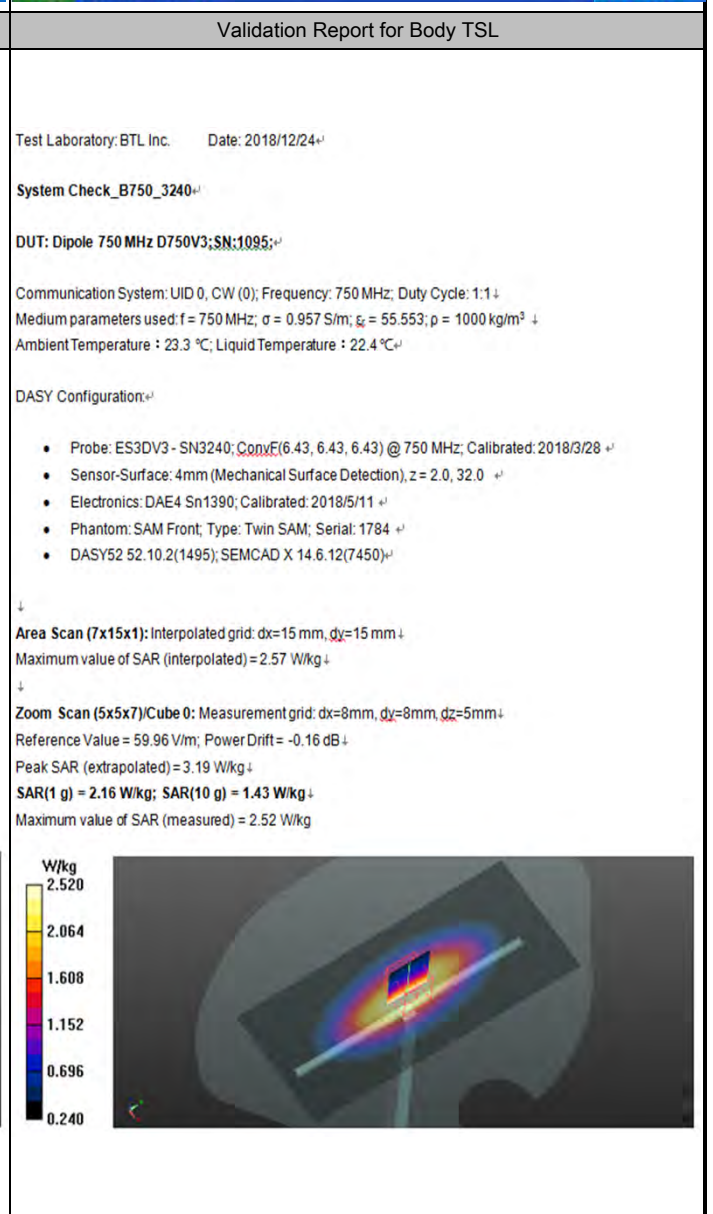 Validation Report for Body TSL
Test Laboratory: BTL Inc. Date: 2018/12/24↵
System Check_B750_3240↵
DUT: Dipole 750 MHz D750V3;SN:1095;↵
Communication System: UID 0, CW (0); Frequency: 750 MHz; Duty Cycle: 1:1↓
Medium parameters used: f = 750 MHz; σ = 0.957 S/m; εr = 55.553; ρ = 1000 kg/m³ ↓
Ambient Temperature：23.3 ℃; Liquid Temperature：22.4 ℃↵
DASY Configuration:↵
• Probe: ES3DV3 - SN3240; ConvF(6.43, 6.43, 6.43) @ 750 MHz; Calibrated: 2018/3/28 ↵
• Sensor-Surface: 4mm (Mechanical Surface Detection), z = 2.0, 32.0 ↵
• Electronics: DAE4 Sn1390; Calibrated: 2018/5/11 ↵
• Phantom: SAM Front; Type: Twin SAM; Serial: 1784 ↵
• DASY52 52.10.2(1495); SEMCAD X 14.6.12(7450)↵
↓
Area Scan (7x15x1): Interpolated grid: dx=15 mm, dy=15 mm↓
Maximum value of SAR (interpolated) = 2.57 W/kg↓
↓
Zoom Scan (5x5x7)/Cube 0: Measurement grid: dx=8mm, dy=8mm, dz=5mm↓
Reference Value = 59.96 V/m; Power Drift = -0.16 dB↓
Peak SAR (extrapolated) = 3.19 W/kg↓
SAR(1 g) = 2.16 W/kg; SAR(10 g) = 1.43 W/kg↓
Maximum value of SAR (measured) = 2.52 W/kg
W/kg
2.520
2.064
1.608
1.152
0.696
0.240